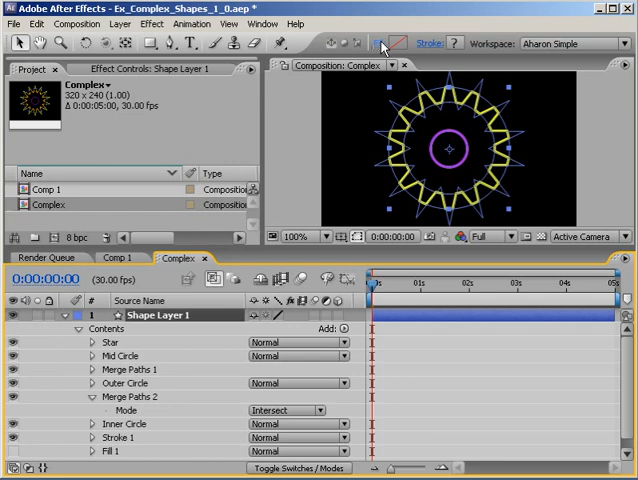 Adobe After Effects - Ex_Complex_Shapes_1_0.aep *
File Edit Composition Layer Effect Animation View Window Help
Stroke: ? Workspace: Aharon Simple
Project Effect Controls: Shape Layer 1 Composition: Complex
Complex
320 x 240 (1.00)
Δ 0:00:05:00, 30.00 fps
Name Type
Comp 1 Composition
Complex Composition
8 bpc 100% 0:00:00:00 Full Active Camera
Render Queue Comp 1 Complex
0:00:00:00 (30.00 fps)
# Source Name 0s 01s 02s 03s 04s 05s
1 Shape Layer 1
Contents Add:
Star Normal
Mid Circle Normal
Merge Paths 1
Outer Circle Normal
Merge Paths 2
Mode Intersect
Inner Circle Normal
Stroke 1 Normal
Fill 1 Normal
Toggle Switches / Modes